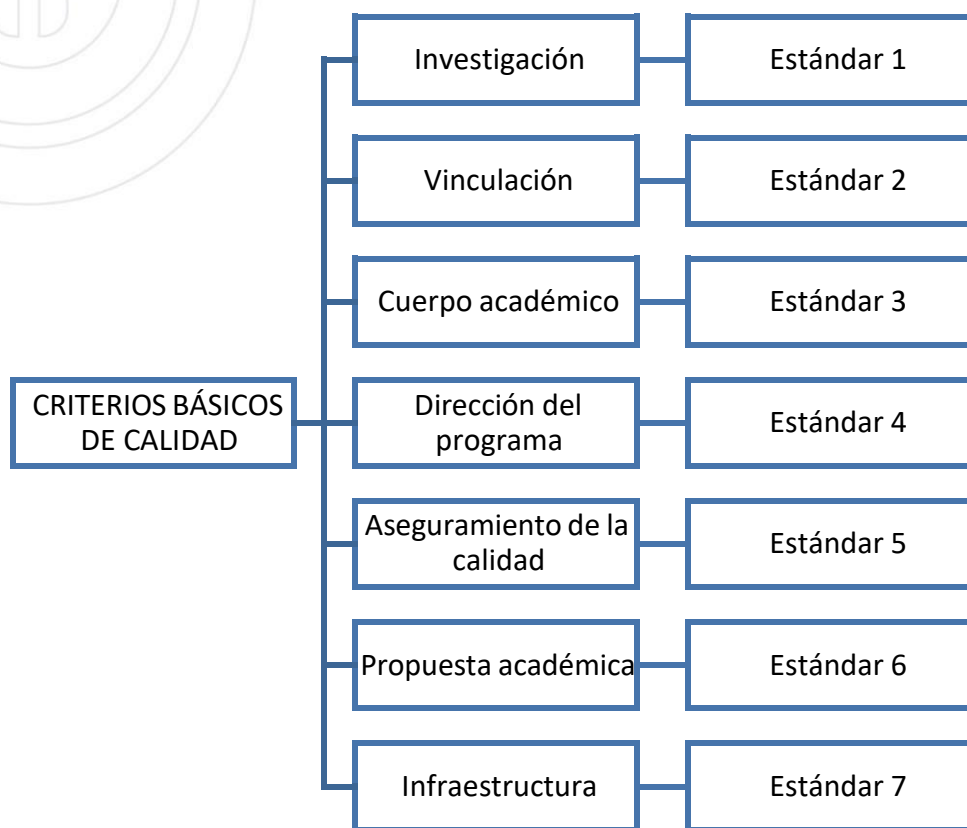 Investigación
Estándar 1
Vinculación
Estándar 2
Cuerpo académico
Estándar 3
CRITERIOS BÁSICOS
DE CALIDAD
Dirección del
programa
Estándar 4
Aseguramiento de la
calidad
Estándar 5
Propuesta académica
Estándar 6
Infraestructura
Estándar 7